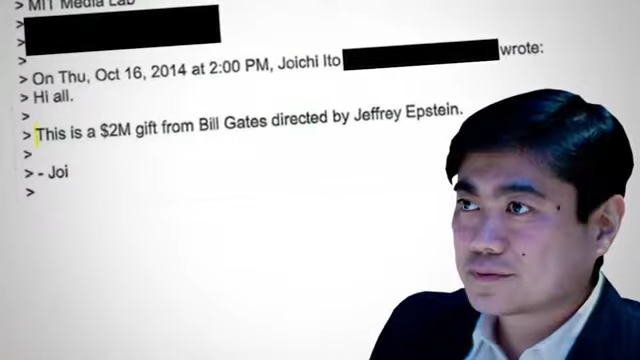 > MIT Media Lab
>
>
>
> On Thu, Oct 16, 2014 at 2:00 PM, Joichi Ito wrote:
> Hi all.
>
> This is a $2M gift from Bill Gates directed by Jeffrey Epstein.
>
> - Joi
>